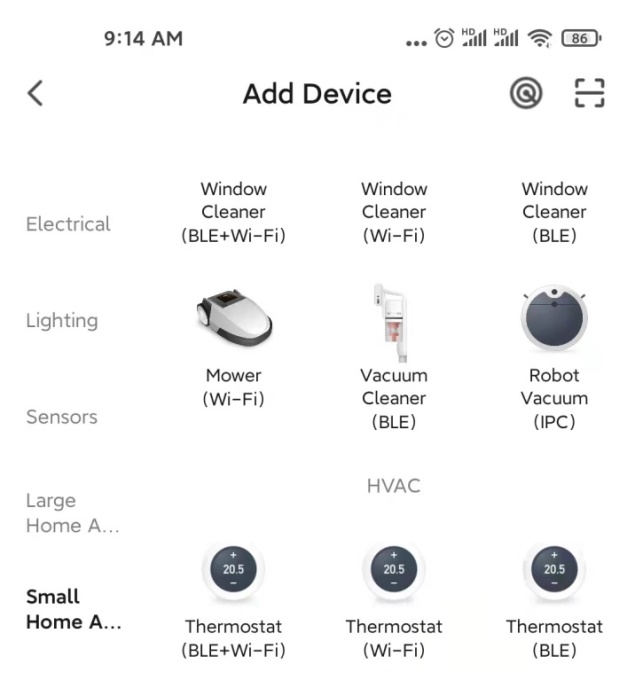 9:14 AM
HD HD 86
Add Device
Electrical
Lighting
Sensors
Large
Home A...
Small
Home A...
Window
Cleaner
(BLE+Wi-Fi)
Window
Cleaner
(Wi-Fi)
Window
Cleaner
(BLE)
Mower
(Wi-Fi)
Vacuum
Cleaner
(BLE)
Robot
Vacuum
(IPC)
HVAC
+
20.5
−
Thermostat
(BLE+Wi-Fi)
+
20.5
−
Thermostat
(Wi-Fi)
+
20.5
−
Thermostat
(BLE)